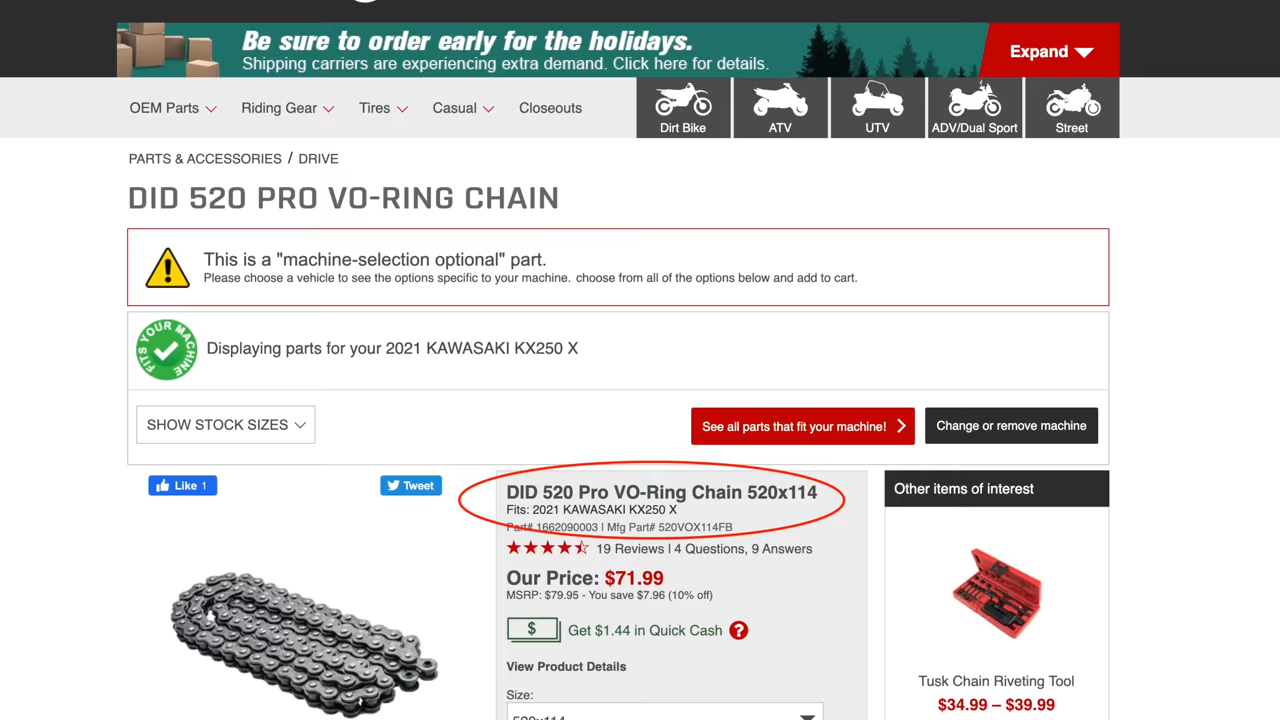 Be sure to order early for the holidays.
Shipping carriers are experiencing extra demand. Click here for details.
Expand
OEM Parts
Riding Gear
Tires
Casual
Closeouts
Dirt Bike
ATV
UTV
ADV/Dual Sport
Street
PARTS & ACCESSORIES / DRIVE
DID 520 PRO VO-RING CHAIN
This is a "machine-selection optional" part.
Please choose a vehicle to see the options specific to your machine. choose from all of the options below and add to cart.
FITS YOUR MACHINE
Displaying parts for your 2021 KAWASAKI KX250 X
SHOW STOCK SIZES
See all parts that fit your machine!
Change or remove machine
Like 1
Tweet
DID 520 Pro VO-Ring Chain 520x114
Fits: 2021 KAWASAKI KX250 X
Part# 1662090003 | Mfg Part# 520VOX114FB
19 Reviews | 4 Questions, 9 Answers
Our Price: $71.99
MSRP: $79.95 - You save $7.96 (10% off)
$
Get $1.44 in Quick Cash ?
View Product Details
Size:
520x114
Other items of interest
Tusk Chain Riveting Tool
$34.99 – $39.99